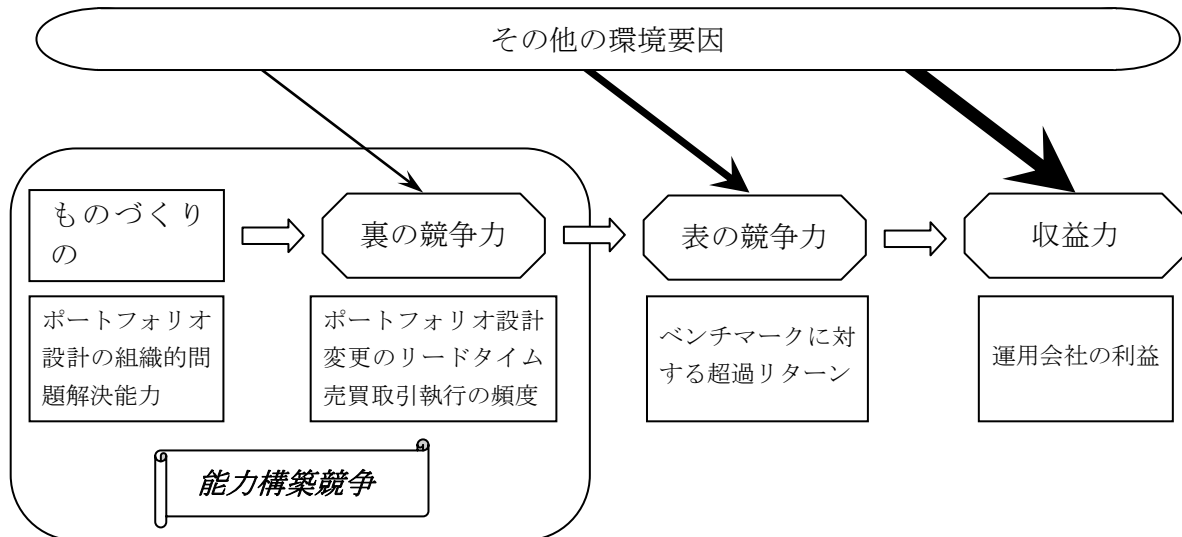 その他の環境要因
ものづくり
の
裏の競争力
表の競争力
収益力
ポートフォリオ
設計の組織的問
題解決能力
ポートフォリオ設計
変更のリードタイム
売買取引執行の頻度
ベンチマークに対
する超過リターン
運用会社の利益
能力構築競争